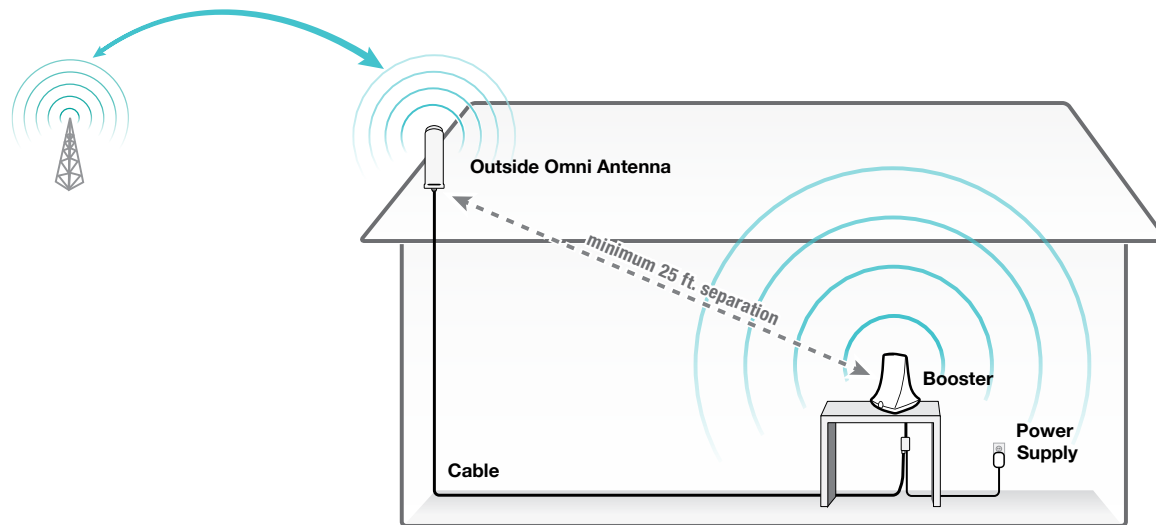 Outside Omni Antenna
minimum 25 ft. separation
Booster
Power
Supply
Cable